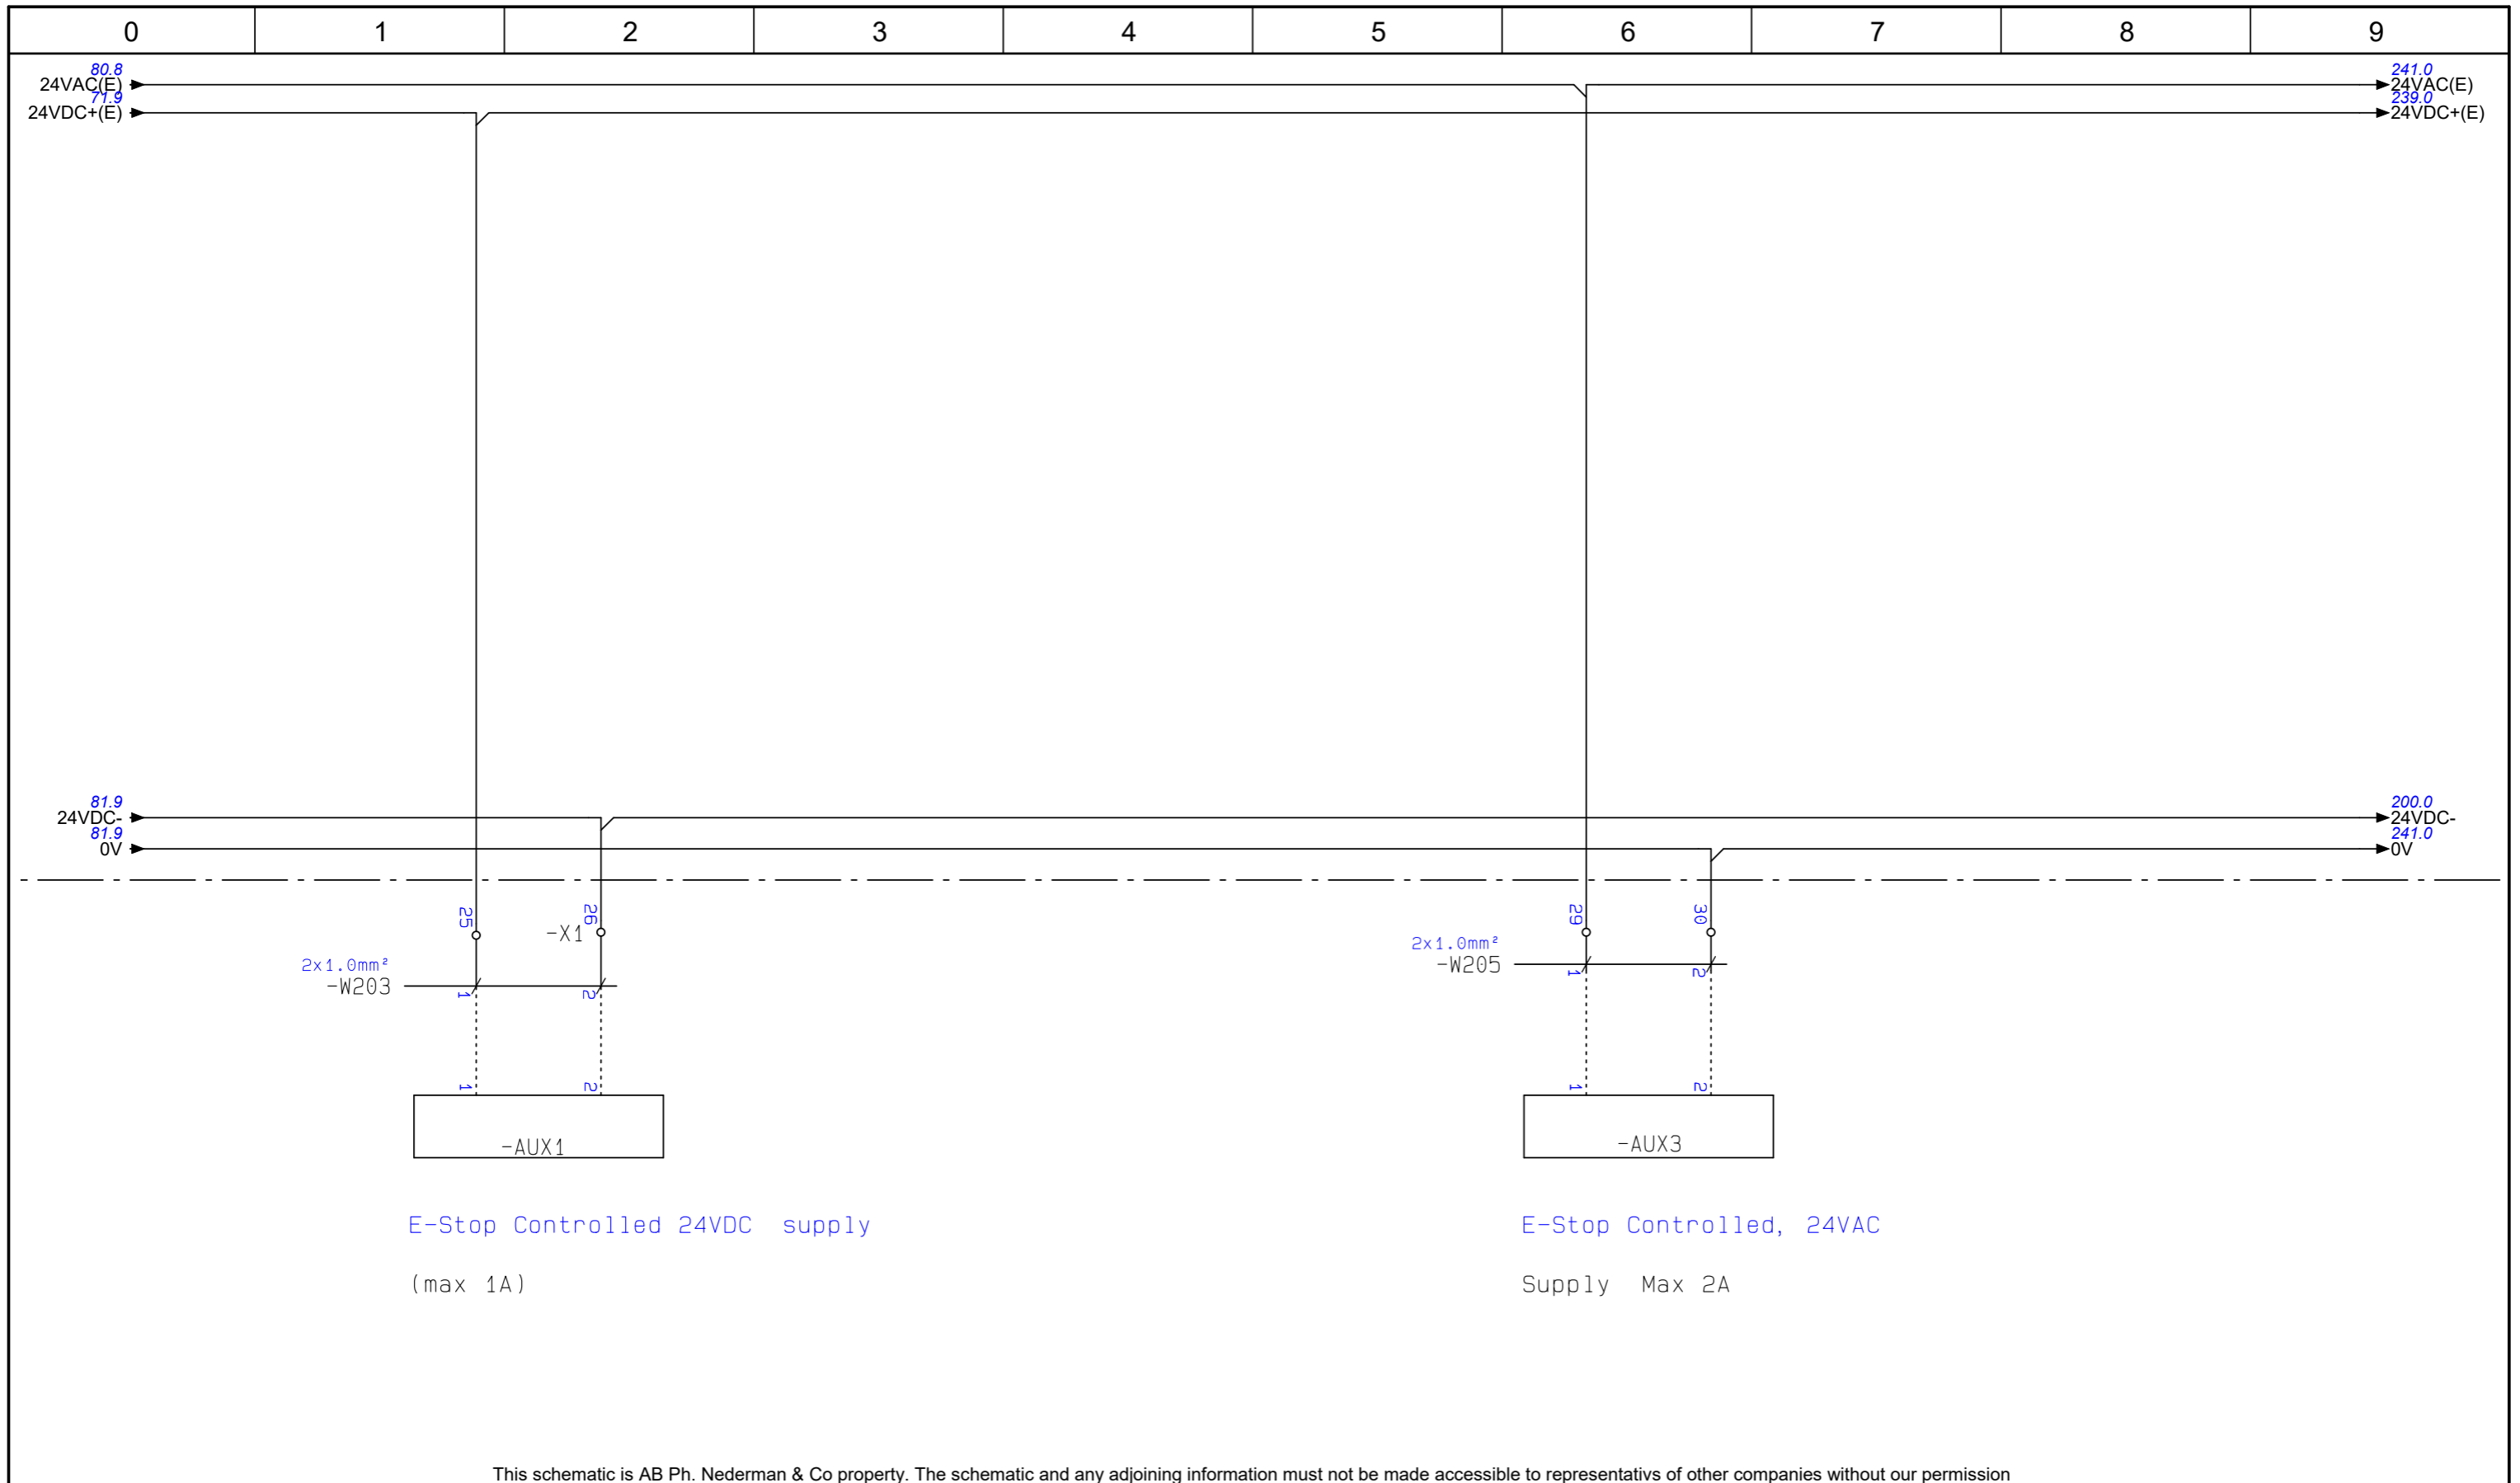 0 1 2 3 4 5 6 7 8 9
80.8 241.0
24VAC(E) 24VAC(E)
71.9 239.0
24VDC+(E) 24VDC+(E)
81.9 200.0
24VDC- 24VDC-
81.9 241.0
0V 0V
25 26 29 30
-X1
2x1.0mm²
-W205
1 2
2x1.0mm²
-W203
1 2
1 2 1 2
-AUX1 -AUX3
E-Stop Controlled 24VDC supply E-Stop Controlled, 24VAC
(max 1A) Supply Max 2A
This schematic is AB Ph. Nederman & Co property. The schematic and any adjoining information must not be made accessible to representativs of other companies without our permission